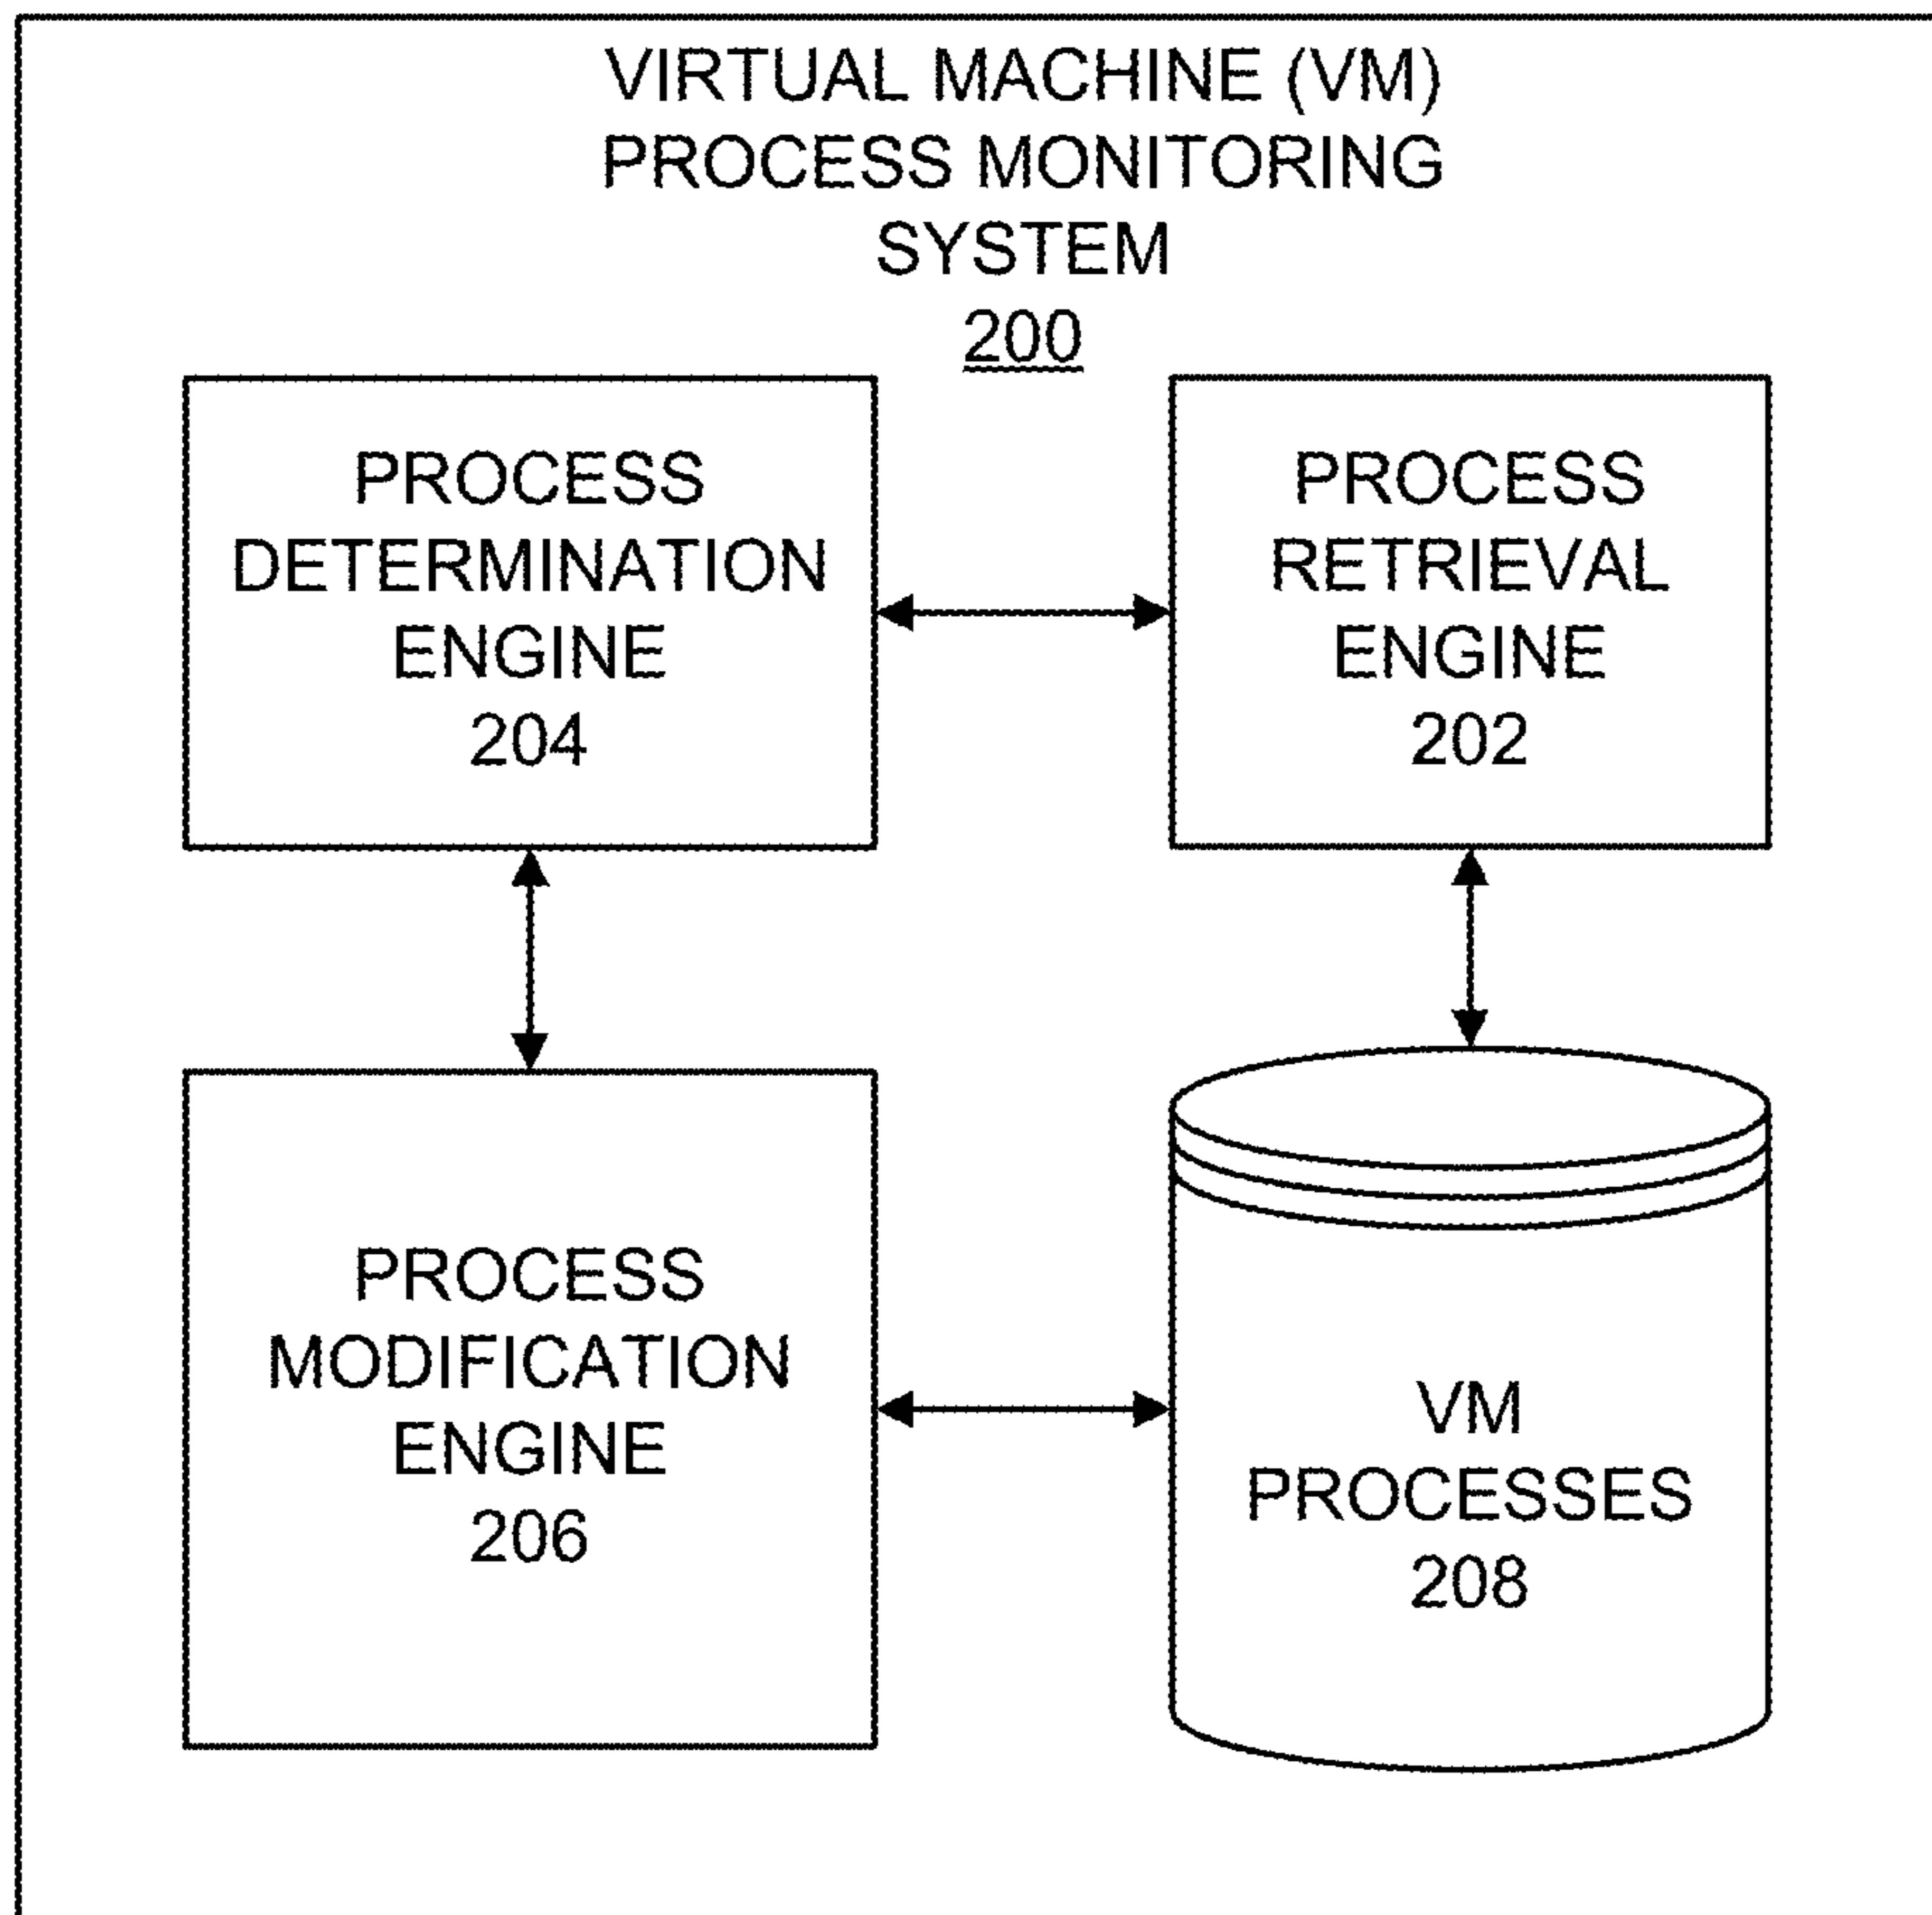 VIRTUAL MACHINE (VM)
PROCESS MONITORING
SYSTEM
200
PROCESS
DETERMINATION
ENGINE
204
PROCESS
RETRIEVAL
ENGINE
202
PROCESS
MODIFICATION
ENGINE
206
VM
PROCESSES
208